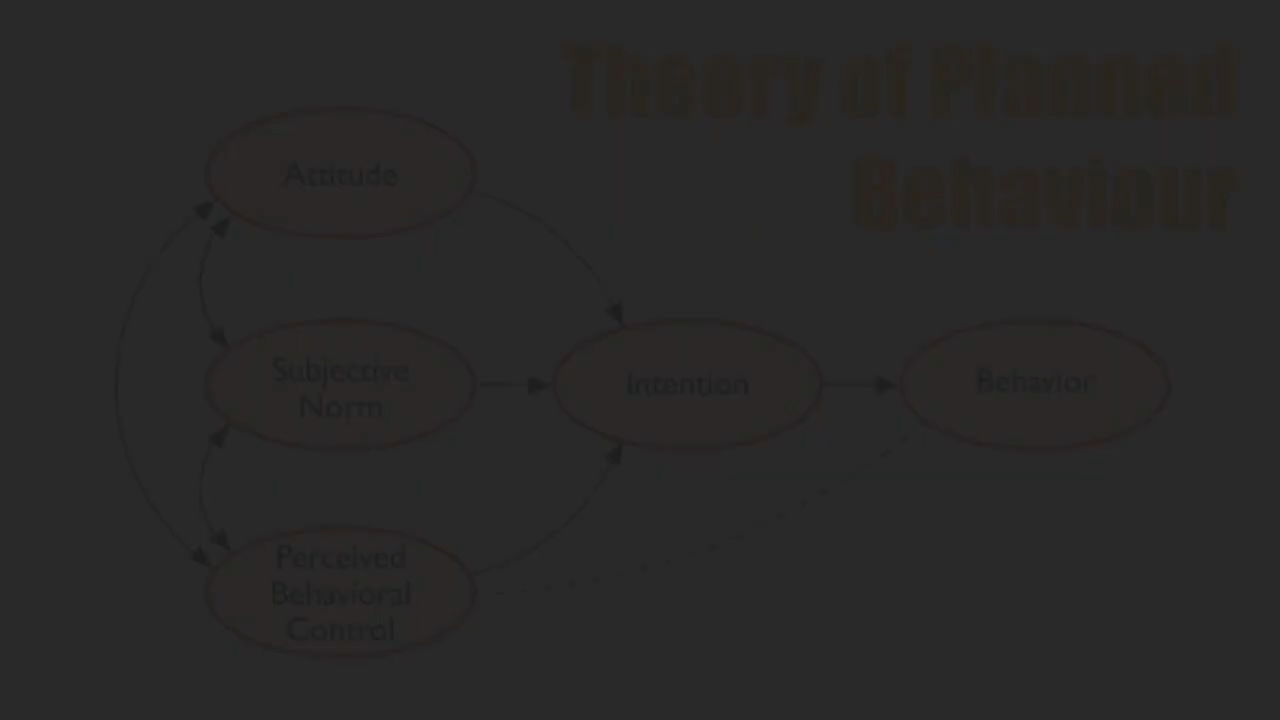 Theory of Planned
Behaviour
Attitude
Subjective
Norm
Intention
Behavior
Perceived
Behavioral
Control